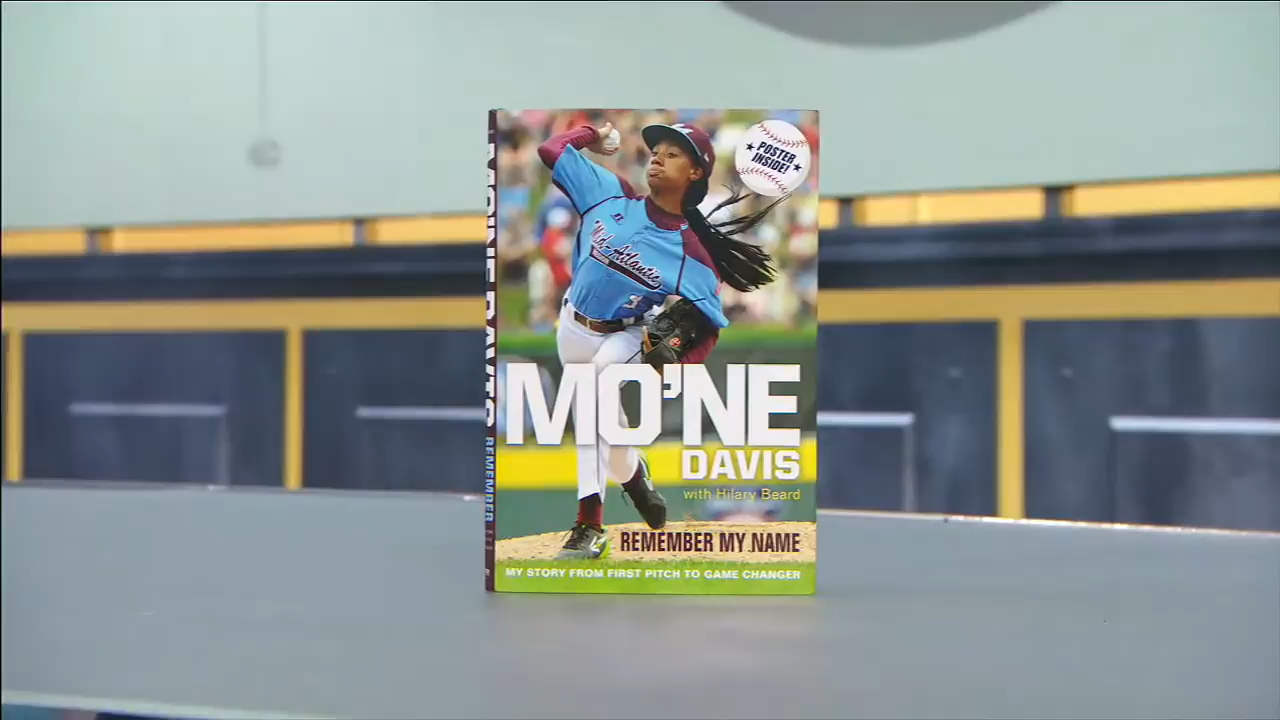 POSTER
INSIDE!
Mid-Atlantic
MO'NE
DAVIS
with Hilary Beard
REMEMBER MY NAME
MY STORY FROM FIRST PITCH TO GAME CHANGER
MO'NE DAVIS REMEMBER